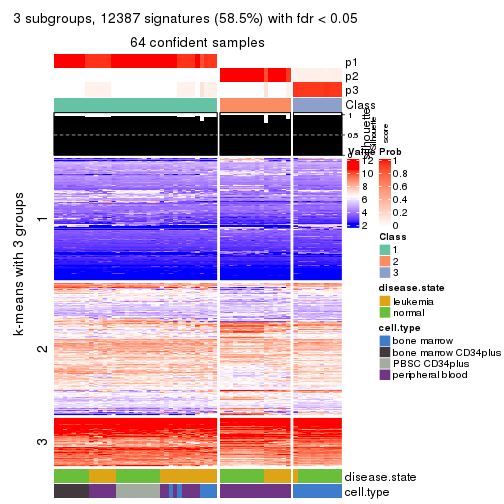 3 subgroups, 12387 signatures (58.5%) with fdr < 0.05
64 confident samples
p1
p2
p3
Class
1
0.5
0
silhouette
score
k-means with 3 groups
1
2
3
Value
12
10
8
6
4
2
Prob
1
0.8
0.6
0.4
0.2
0
Class
1
2
3
disease.state
leukemia
normal
cell.type
bone marrow
bone marrow CD34plus
PBSC CD34plus
peripheral blood
disease.state
cell.type